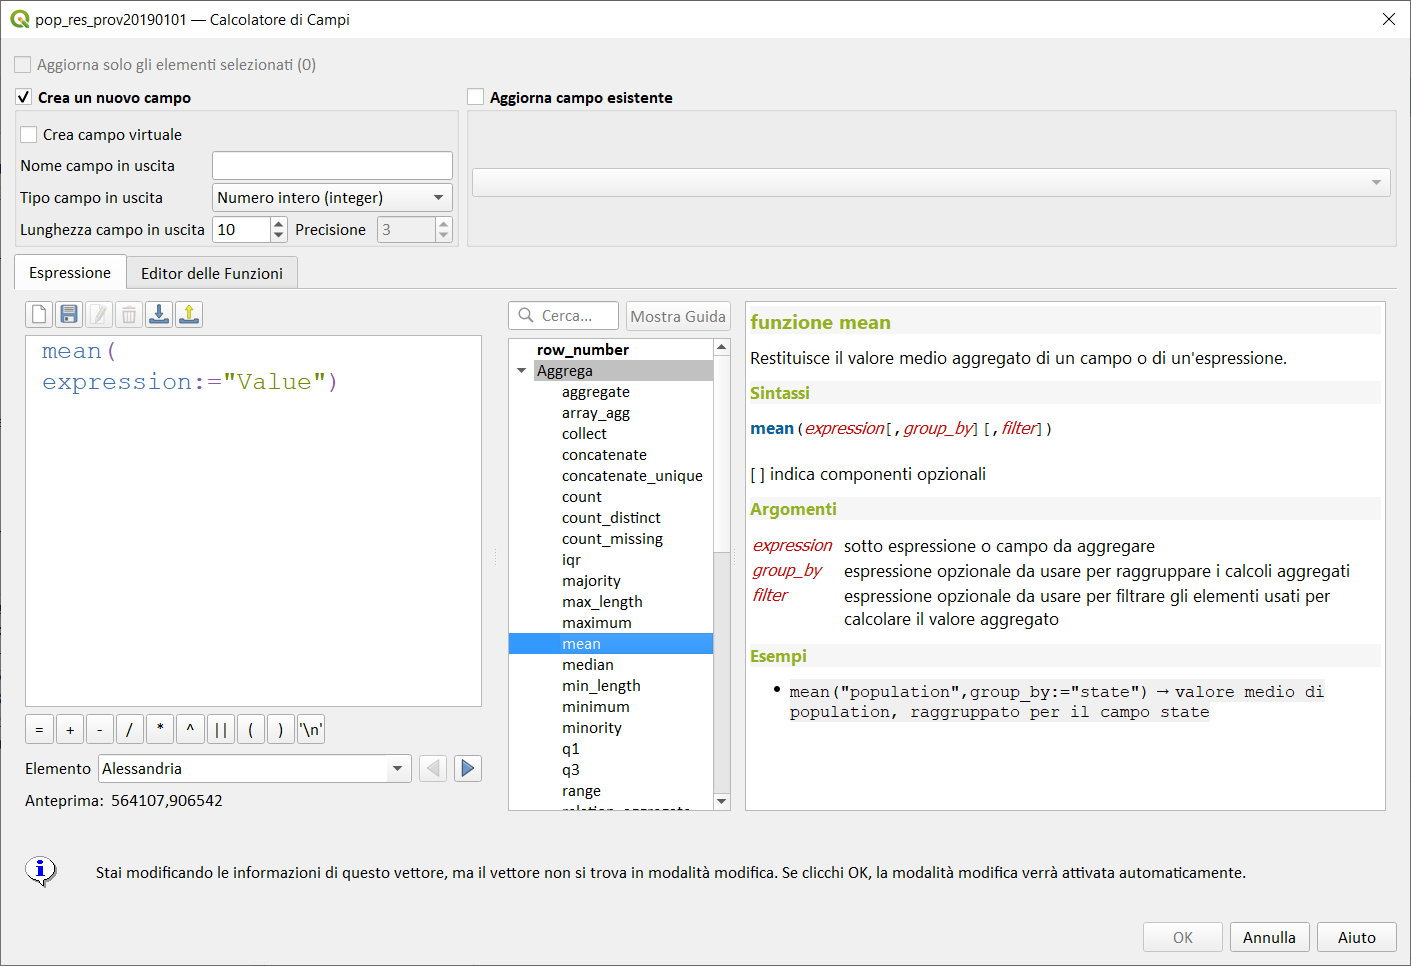 pop_res_prov20190101 — Calcolatore di Campi
Aggiorna solo gli elementi selezionati (0)
Crea un nuovo campo
Aggiorna campo esistente
Crea campo virtuale
Nome campo in uscita
Tipo campo in uscita Numero intero (integer)
Lunghezza campo in uscita 10 Precisione 3
Espressione Editor delle Funzioni
Cerca... Mostra Guida
mean(
expression:="Value")
= + - / * ^ || ( ) '\n'
Elemento Alessandria
Anteprima: 564107,906542
row_number
Aggrega
aggregate
array_agg
collect
concatenate
concatenate_unique
count
count_distinct
count_missing
iqr
majority
max_length
maximum
mean
median
min_length
minimum
minority
q1
q3
range
relation_aggregate
funzione mean
Restituisce il valore medio aggregato di un campo o di un'espressione.
Sintassi
mean(expression[,group_by][,filter])
[ ] indica componenti opzionali
Argomenti
expression sotto espressione o campo da aggregare
group_by espressione opzionale da usare per raggruppare i calcoli aggregati
filter espressione opzionale da usare per filtrare gli elementi usati per
calcolare il valore aggregato
Esempi
• mean("population",group_by:="state") → valore medio di
population, raggruppato per il campo state
Stai modificando le informazioni di questo vettore, ma il vettore non si trova in modalità modifica. Se clicchi OK, la modalità modifica verrà attivata automaticamente.
OK Annulla Aiuto